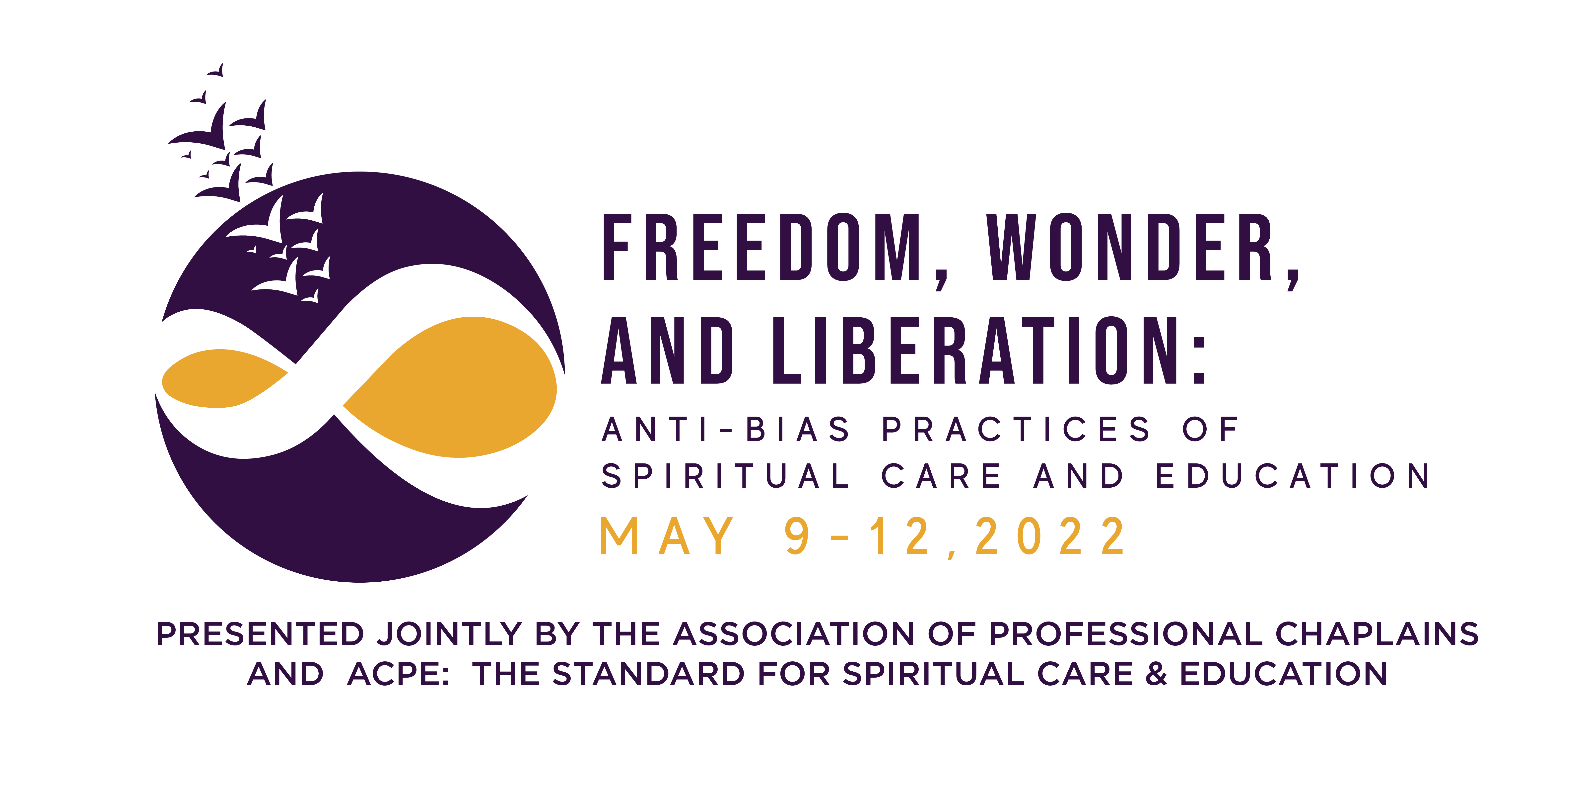 FREEDOM, WONDER,
AND LIBERATION:
ANTI-BIAS PRACTICES OF
SPIRITUAL CARE AND EDUCATION
MAY 9-12,2022
PRESENTED JOINTLY BY THE ASSOCIATION OF PROFESSIONAL CHAPLAINS
AND ACPE: THE STANDARD FOR SPIRITUAL CARE & EDUCATION